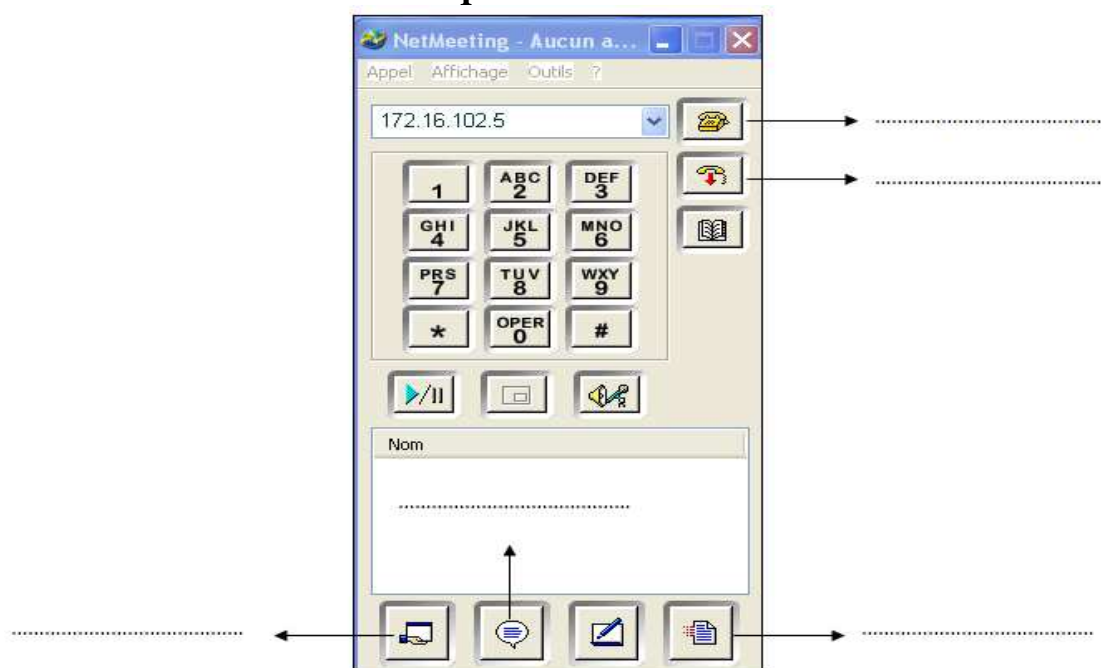 NetMeeting - Aucun a...
Appel Affichage Outils ?
172.16.102.5
1 ABC 2 DEF 3
GHI 4 JKL 5 MNO 6
PRS 7 TUV 8 WXY 9
* OPER 0 #
Nom